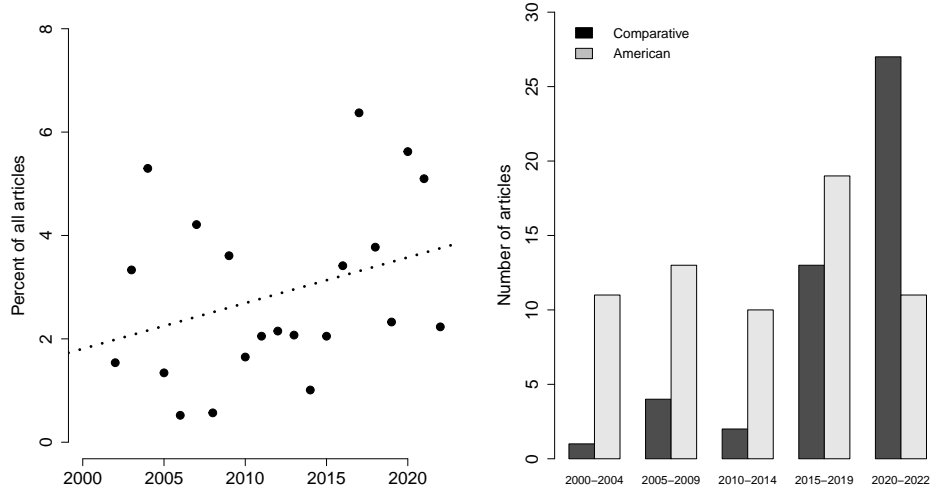 Percent of all articles
8
6
4
2
0
2000 2005 2010 2015 2020
Number of articles
30
25
20
15
10
5
0
Comparative
American
2000–2004 2005–2009 2010–2014 2015–2019 2020–2022